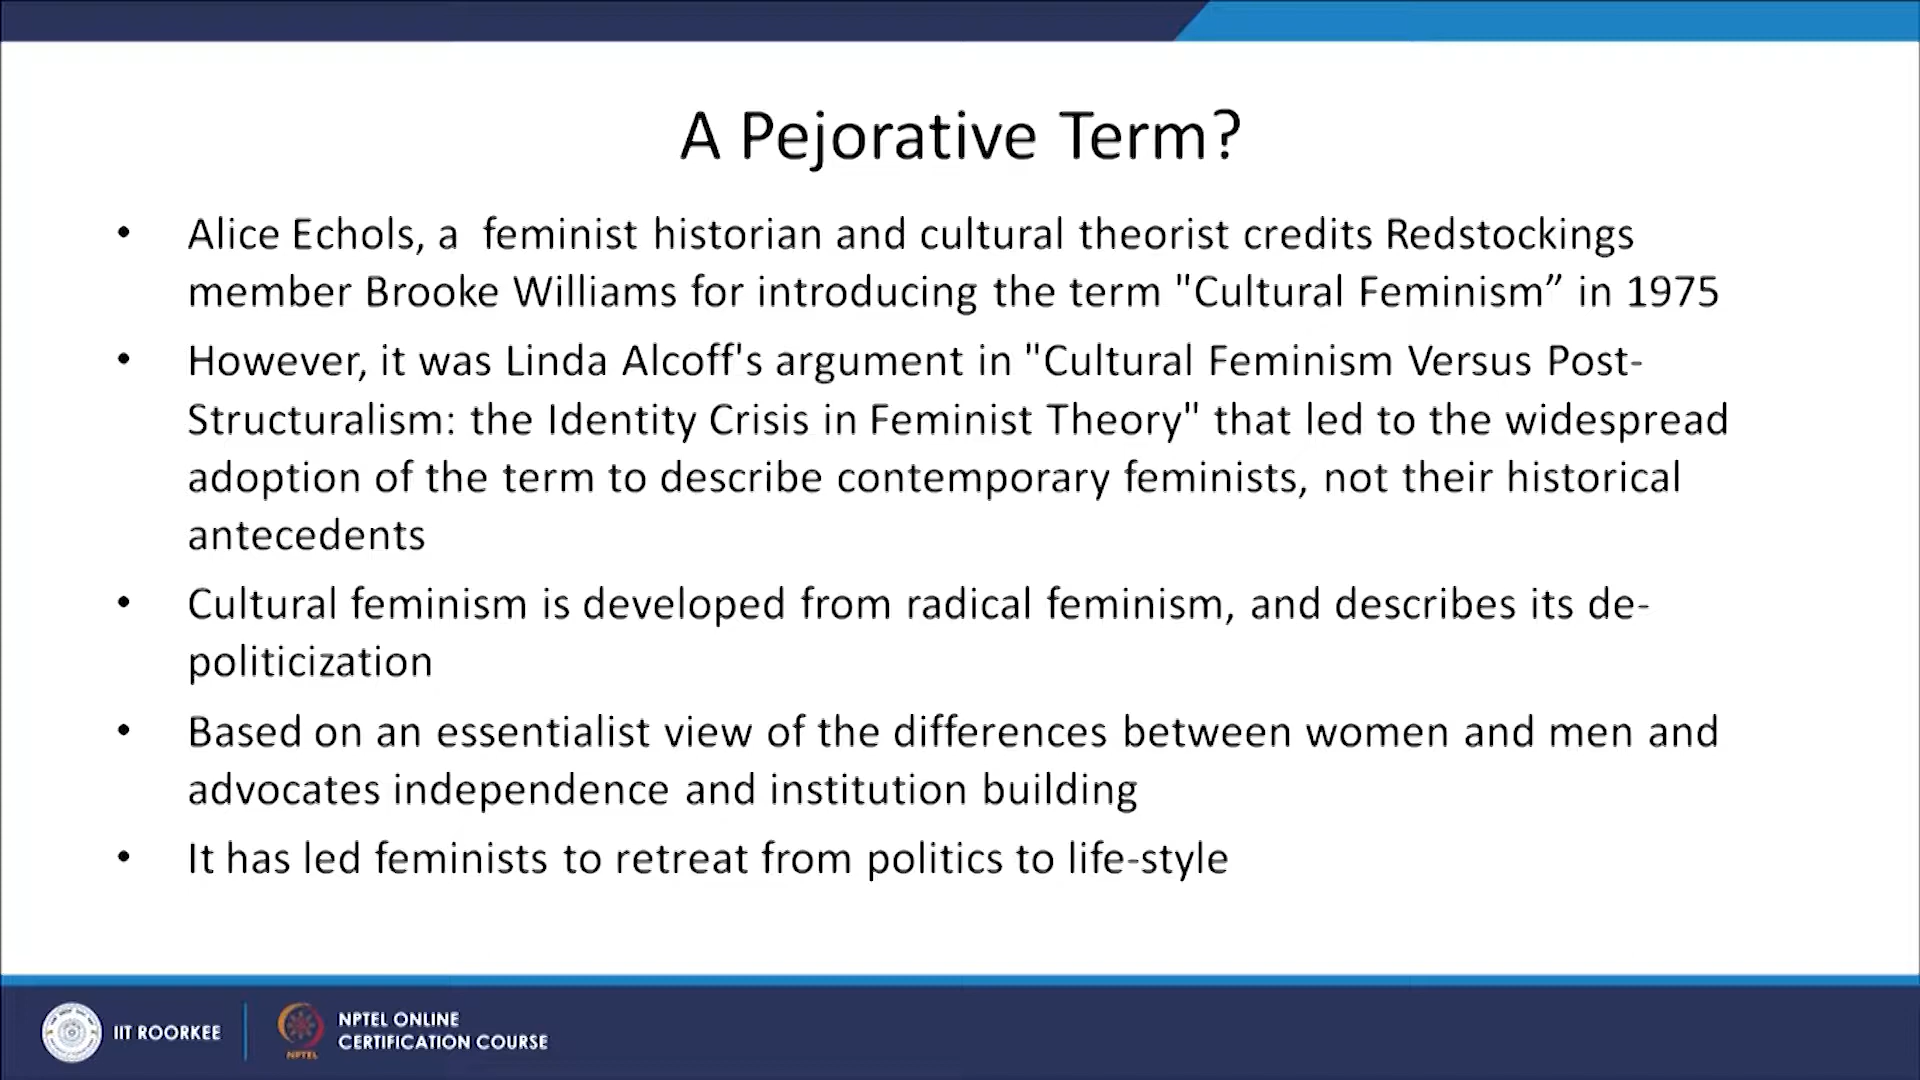 A Pejorative Term?
• Alice Echols, a  feminist historian and cultural theorist credits Redstockings
member Brooke Williams for introducing the term "Cultural Feminism” in 1975
• However, it was Linda Alcoff's argument in "Cultural Feminism Versus Post-
Structuralism: the Identity Crisis in Feminist Theory" that led to the widespread
adoption of the term to describe contemporary feminists, not their historical
antecedents
• Cultural feminism is developed from radical feminism, and describes its de-
politicization
• Based on an essentialist view of the differences between women and men and
advocates independence and institution building
• It has led feminists to retreat from politics to life-style
IIT ROORKEE
NPTEL
NPTEL ONLINE
CERTIFICATION COURSE